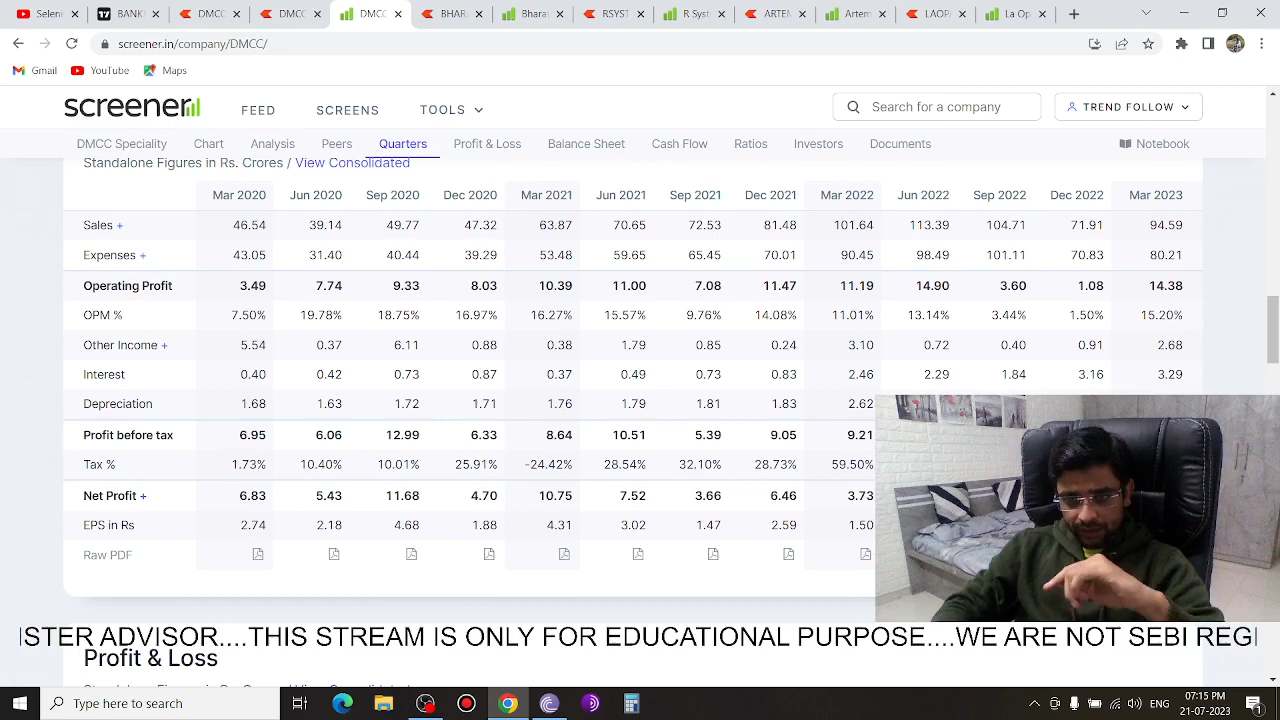 Selen
BANKI
DMCC
DMCC
DMCC
BHAR
Bharat
RSYST
R Syst
ARTEM
Artem
LAOPA
La Op
screener.in/company/DMCC/
Gmail
YouTube
Maps
screener
FEED
SCREENS
TOOLS
Search for a company
TREND FOLLOW
DMCC Speciality
Chart
Analysis
Peers
Quarters
Profit & Loss
Balance Sheet
Cash Flow
Ratios
Investors
Documents
Notebook
Standalone Figures in Rs. Crores / View Consolidated
Mar 2020 Jun 2020 Sep 2020 Dec 2020 Mar 2021 Jun 2021 Sep 2021 Dec 2021 Mar 2022 Jun 2022 Sep 2022 Dec 2022 Mar 2023
Sales + 46.54 39.14 49.77 47.32 63.87 70.65 72.53 81.48 101.64 113.39 104.71 71.91 94.59
Expenses + 43.05 31.40 40.44 39.29 53.48 59.65 65.45 70.01 90.45 98.49 101.11 70.83 80.21
Operating Profit 3.49 7.74 9.33 8.03 10.39 11.00 7.08 11.47 11.19 14.90 3.60 1.08 14.38
OPM % 7.50% 19.78% 18.75% 16.97% 16.27% 15.57% 9.76% 14.08% 11.01% 13.14% 3.44% 1.50% 15.20%
Other Income + 5.54 0.37 6.11 0.88 0.38 1.79 0.85 0.24 3.10 0.72 0.40 0.91 2.68
Interest 0.40 0.42 0.73 0.87 0.37 0.49 0.73 0.83 2.46 2.29 1.84 3.16 3.29
Depreciation 1.68 1.63 1.72 1.71 1.76 1.79 1.81 1.83 2.62
Profit before tax 6.95 6.06 12.99 6.33 8.64 10.51 5.39 9.05 9.21
Tax % 1.73% 10.40% 10.01% 25.91% -24.42% 28.54% 32.10% 28.73% 59.50%
Net Profit + 6.83 5.43 11.68 4.70 10.75 7.52 3.66 6.46 3.73
EPS in Rs 2.74 2.18 4.68 1.88 4.31 3.02 1.47 2.59 1.50
Raw PDF
ISTER ADVISOR....THIS STREAM IS ONLY FOR EDUCATIONAL PURPOSE....WE ARE NOT SEBI REGI
Profit & Loss
Type here to search
ENG
07:15 PM
21-07-2023